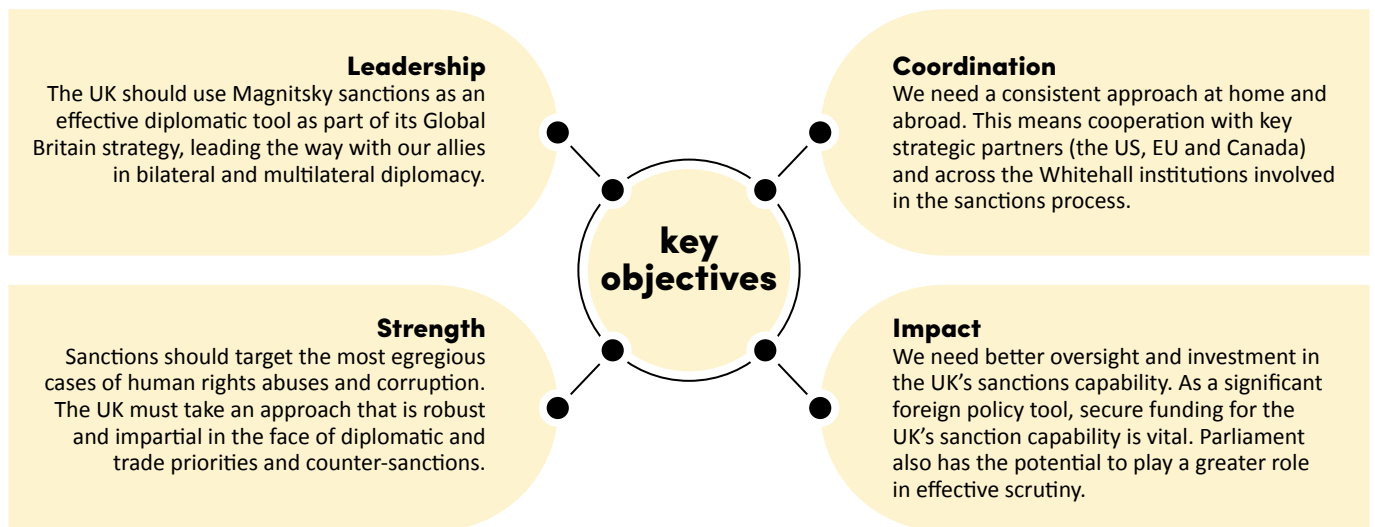 Leadership
The UK should use Magnitsky sanctions as an
effective diplomatic tool as part of its Global
Britain strategy, leading the way with our allies
in bilateral and multilateral diplomacy.
Coordination
We need a consistent approach at home and
abroad. This means cooperation with key
strategic partners (the US, EU and Canada)
and across the Whitehall institutions involved
in the sanctions process.
key
objectives
Strength
Sanctions should target the most egregious
cases of human rights abuses and corruption.
The UK must take an approach that is robust
and impartial in the face of diplomatic and
trade priorities and counter-sanctions.
Impact
We need better oversight and investment in
the UK’s sanctions capability. As a significant
foreign policy tool, secure funding for the
UK’s sanction capability is vital. Parliament
also has the potential to play a greater role
in effective scrutiny.